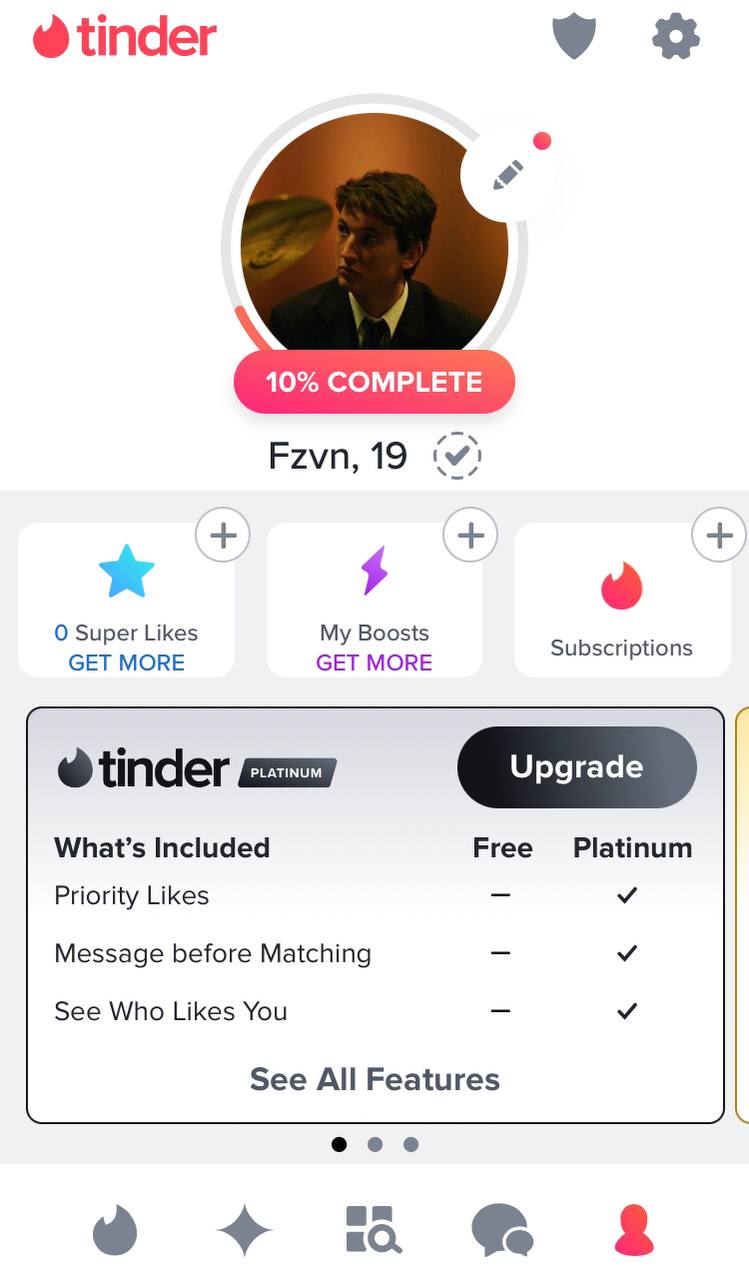 tinder
10% COMPLETE
Fzvn, 19
0 Super Likes
GET MORE
My Boosts
GET MORE
Subscriptions
tinder PLATINUM
Upgrade
What's Included Free Platinum
Priority Likes
Message before Matching
See Who Likes You
See All Features